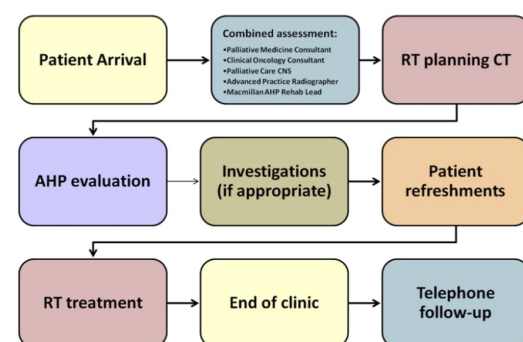 Patient Arrival
Combined assessment:
•Palliative Medicine Consultant
•Clinical Oncology Consultant
•Palliative Care CNS
•Advanced Practice Radiographer
•Macmillan AHP Rehab Lead
RT planning CT
AHP evaluation
Investigations
(if appropriate)
Patient
refreshments
RT treatment
End of clinic
Telephone
follow-up